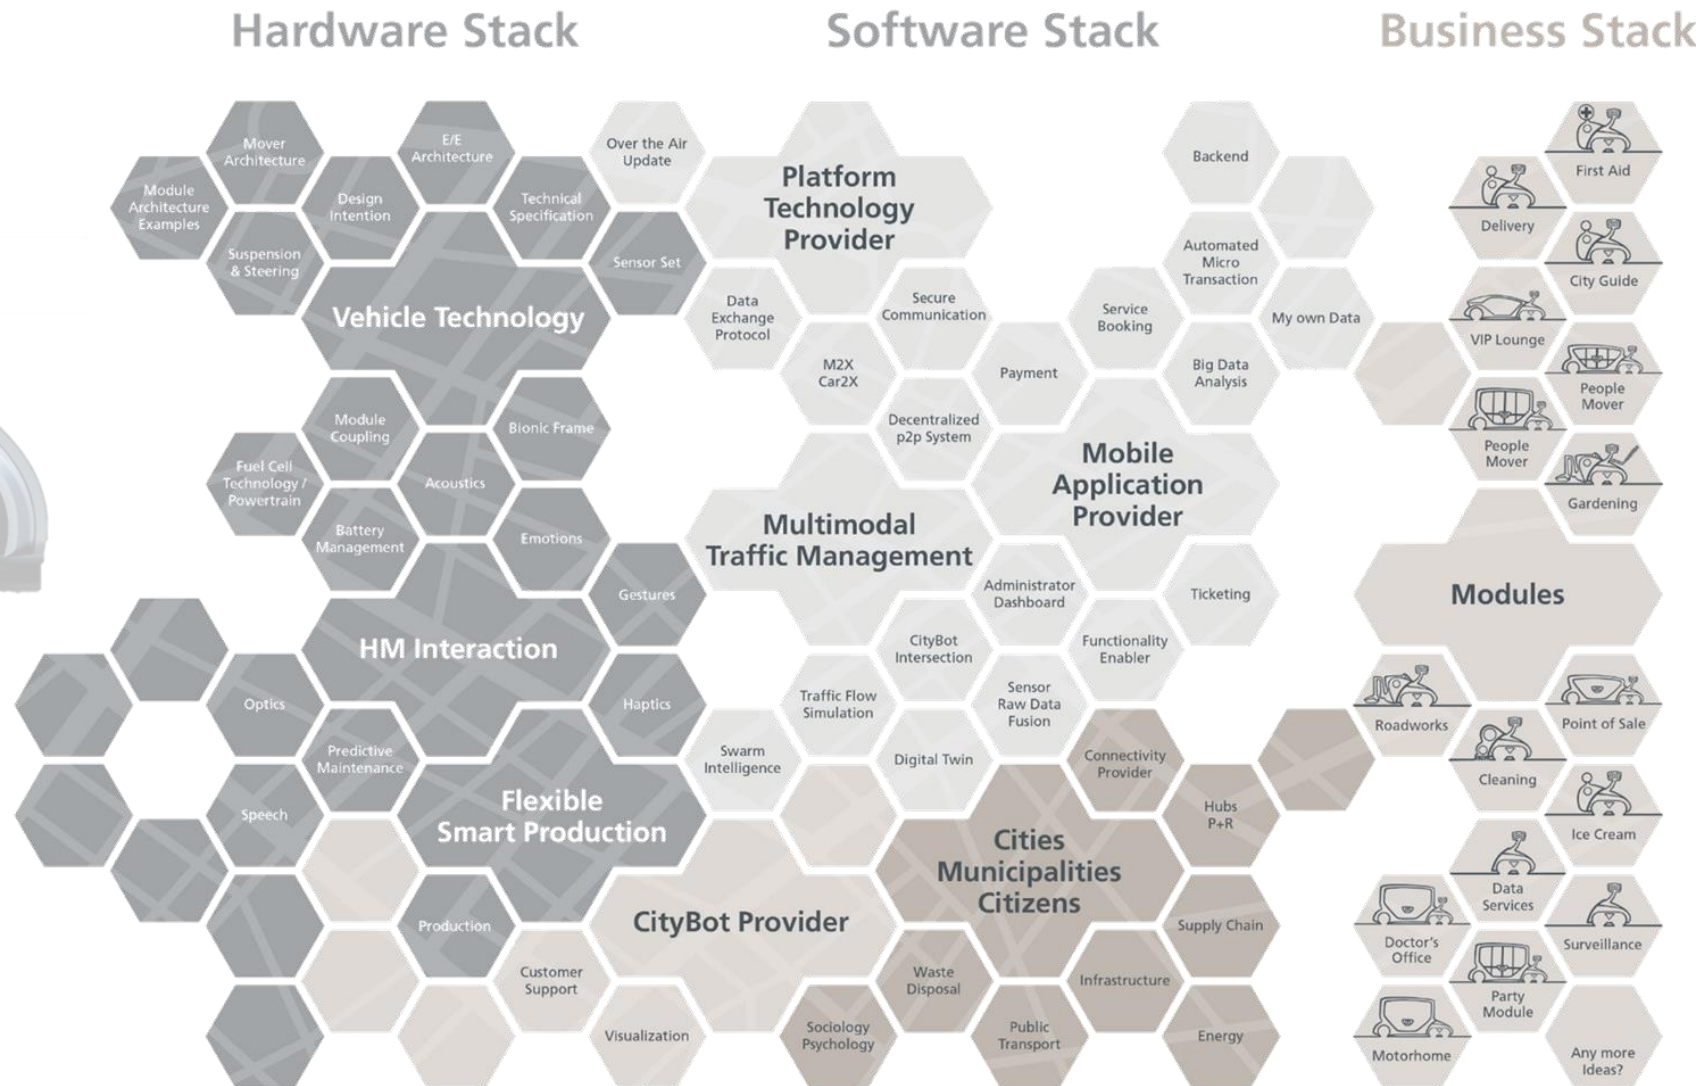 Hardware Stack
Software Stack
Business Stack
Mover
Architecture
E/E
Architecture
Module
Architecture
Examples
Design
Intention
Technical
Specification
Suspension
& Steering
Sensor Set
Vehicle Technology
Module
Coupling
Bionic Frame
Fuel Cell
Technology /
Powertrain
Acoustics
Battery
Management
Emotions
Gestures
HM Interaction
Optics
Haptics
Predictive
Maintenance
Speech
Flexible
Smart Production
Production
Over the Air
Update
Platform
Technology
Provider
Backend
Data
Exchange
Protocol
Secure
Communication
Automated
Micro
Transaction
Service
Booking
My own Data
M2X
Car2X
Payment
Big Data
Analysis
Decentralized
p2p System
Mobile
Application
Provider
Multimodal
Traffic Management
Administrator
Dashboard
Ticketing
CityBot
Intersection
Functionality
Enabler
Traffic Flow
Simulation
Sensor
Raw Data
Fusion
Swarm
Intelligence
Digital Twin
Connectivity
Provider
Hubs
P+R
Cities
Municipalities
Citizens
CityBot Provider
Supply Chain
Customer
Support
Waste
Disposal
Infrastructure
Visualization
Sociology
Psychology
Public
Transport
Energy
First Aid
Delivery
City Guide
VIP Lounge
People
Mover
People
Mover
Gardening
Modules
Roadworks
Point of Sale
Cleaning
Ice Cream
Data
Services
Doctor's
Office
Surveillance
Party
Module
Motorhome
Any more
Ideas?